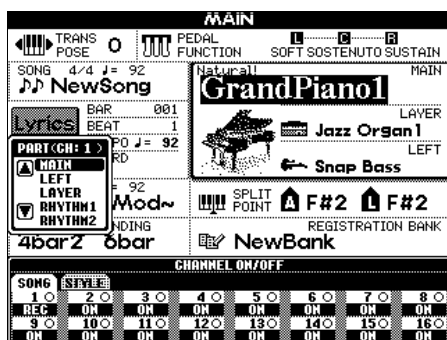 MAIN
TRANSPOSE 0 PEDAL FUNCTION L C R SOFT SOSTENUTO SUSTAIN
SONG 4/4 ♩= 92
NewSong
Natural! MAIN
GrandPiano1
Lyrics BAR 001
BEAT 1
PO ♩= 92
RD
LAYER
Jazz Organ1
LEFT
Snap Bass
PART(CH: 1)
MAIN
LEFT
LAYER
RHYTHM1
RHYTHM2
= 92
Mod~
SPLIT POINT A F#2 L F#2
NDING
4bar2 6bar
REGISTRATION BANK
NewBank
CHANNEL ON/OFF
SONG STYLE
1 2 3 4 5 6 7 8
REC ON ON ON ON ON ON ON
9 10 11 12 13 14 15 16
ON ON ON ON ON ON ON ON